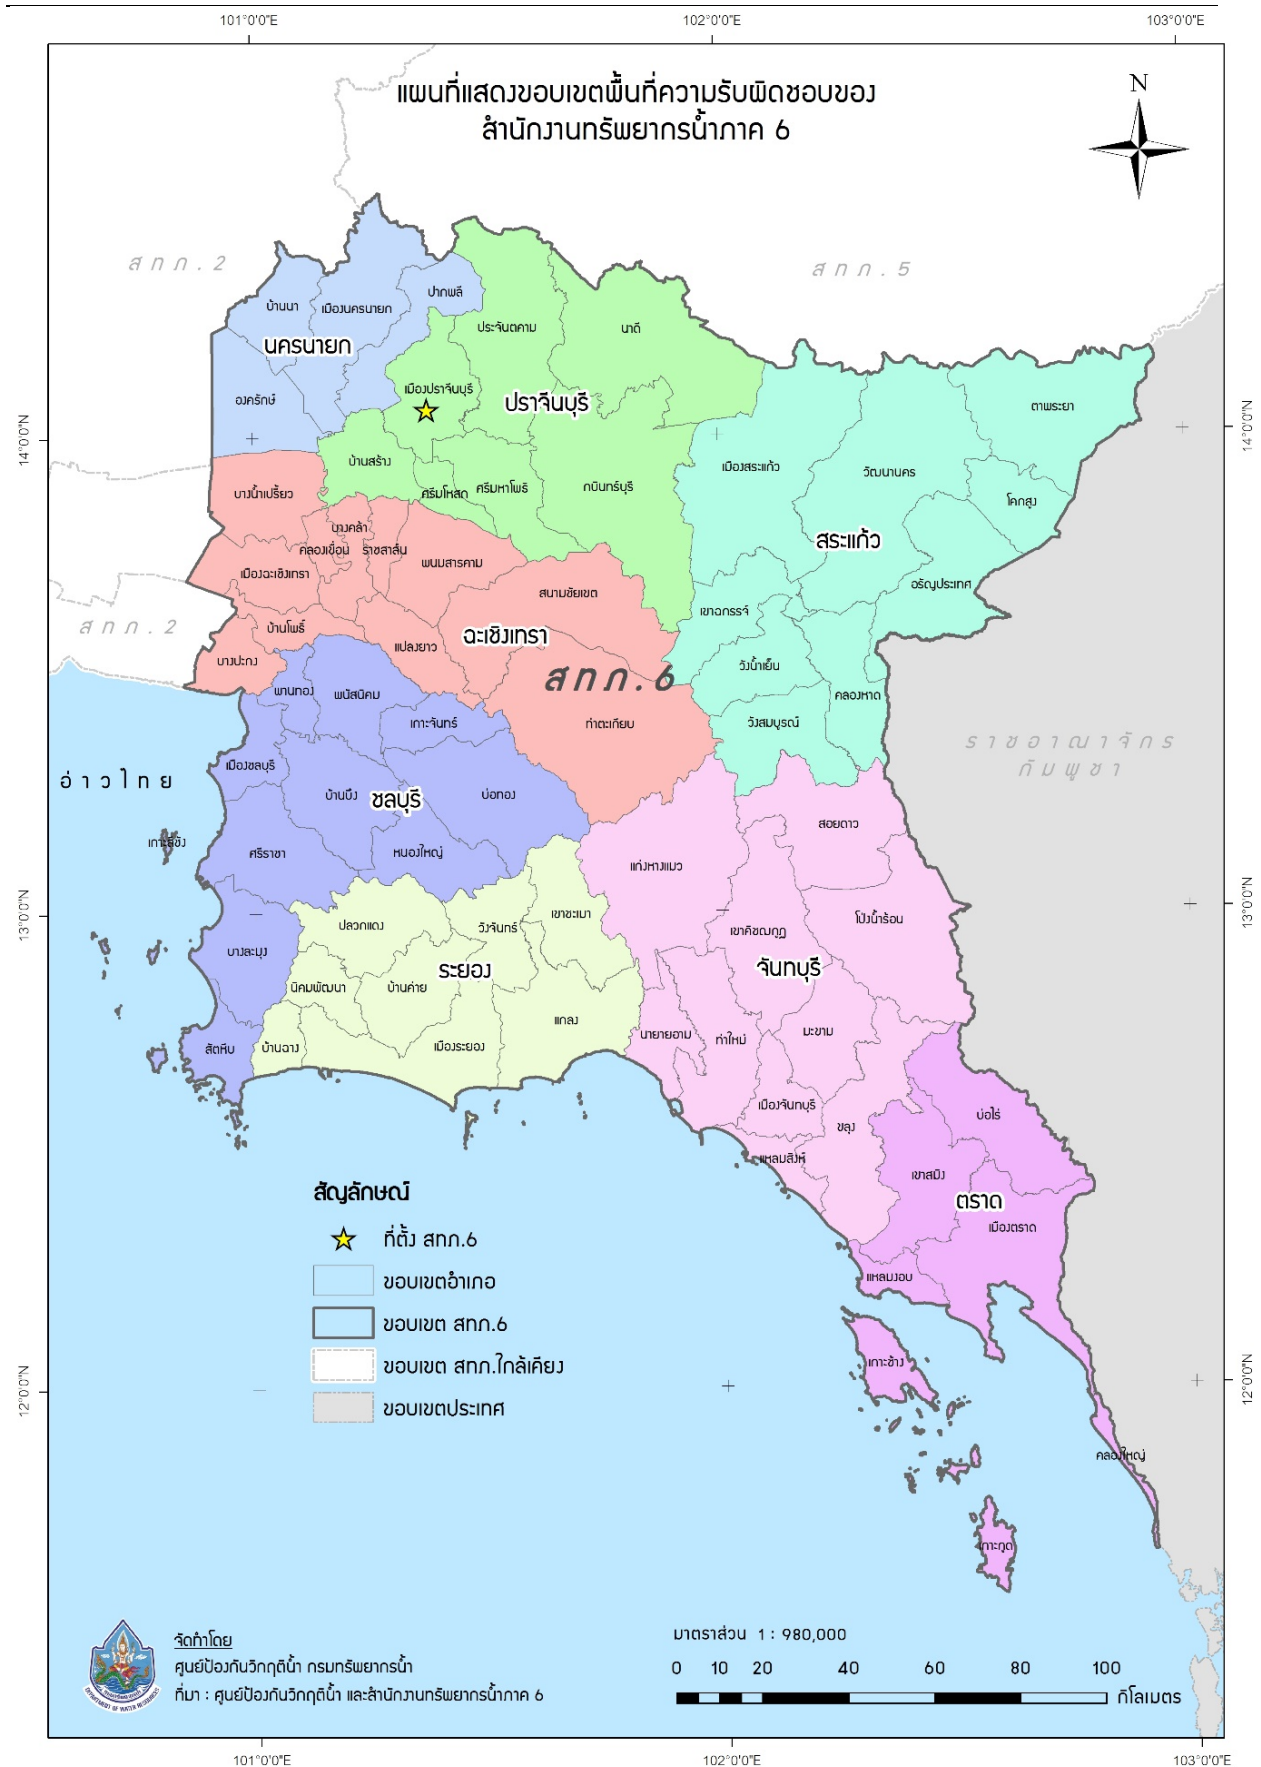 101°0'0"E
102°0'0"E
103°0'0"E
แผนที่แสดงขอบเขตพื้นที่ความรับผิดชอบของ
สำนักงานทรัพยากรน้ำภาค 6
N
สทภ.2
สทภ.5
ปากพลี
บ้านนา
เมืองนครนายก
ประจันตคาม
นาดี
นครนายก
เมืองปราจีนบุรี
ปราจีนบุรี
องครักษ์
ตาพระยา
14°0'0"N
14°0'0"N
บ้านสร้าง
เมืองสระแก้ว
วัฒนานคร
บางน้ำเปรี้ยว
ศรีมโหสถ
ศรีมหาโพธิ
กบินทร์บุรี
โคกสูง
บางคล้า
คลองเขื่อน
ราชสาส์น
สระแก้ว
เมืองฉะเชิงเทรา
พนมสารคาม
อรัญประเทศ
สนามชัยเขต
เขาฉกรรจ์
สทภ.2
บ้านโพธิ์
แปลงยาว
ฉะเชิงเทรา
บางปะกง
วังน้ำเย็น
สทภ.6
พานทอง
พนัสนิคม
คลองหาด
เกาะจันทร์
ท่าตะเกียบ
วังสมบูรณ์
ราชอาณาจักร
กัมพูชา
เมืองชลบุรี
อ่าวไทย
บ้านบึง
ชลบุรี
บ่อทอง
สอยดาว
เกาะสีชัง
ศรีราชา
หนองใหญ่
แก่งหางแมว
13°0'0"N
13°0'0"N
เขาชะเมา
โป่งน้ำร้อน
ปลวกแดง
วังจันทร์
เขาคิชฌกูฏ
บางละมุง
ระยอง
จันทบุรี
นิคมพัฒนา
บ้านค่าย
แกลง
นายายอาม
ท่าใหม่
มะขาม
สัตหีบ
บ้านฉาง
เมืองระยอง
เมืองจันทบุรี
บ่อไร่
ขลุง
แหลมสิงห์
เขาสมิง
สัญลักษณ์
ตราด
เมืองตราด
ที่ตั้ง สทภ.6
ขอบเขตอำเภอ
แหลมงอบ
ขอบเขต สทภ.6
ขอบเขต สทภ.ใกล้เคียง
เกาะช้าง
12°0'0"N
12°0'0"N
ขอบเขตประเทศ
คลองใหญ่
เกาะกูด
จัดทำโดย
ศูนย์ป้องกันวิกฤติน้ำ กรมทรัพยากรน้ำ
ที่มา : ศูนย์ป้องกันวิกฤติน้ำ และสำนักงานทรัพยากรน้ำภาค 6
DEPARTMENT OF WATER RESOURCES
มาตราส่วน 1 : 980,000
0 10 20 40 60 80 100
กิโลเมตร
101°0'0"E
102°0'0"E
103°0'0"E